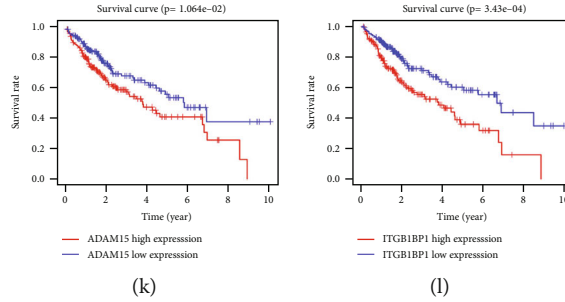 Survival curve (p= 1.064e−02)
1.0
0.8
0.6
0.4
0.2
0.0
Survival rate
0 2 4 6 8 10
Time (year)
ADAM15 high expresssion
ADAM15 low expresssion
(k)
Survival curve (p= 3.43e−04)
1.0
0.8
0.6
0.4
0.2
0.0
Survival rate
0 2 4 6 8 10
Time (year)
ITGB1BP1 high expresssion
ITGB1BP1 low expresssion
(l)